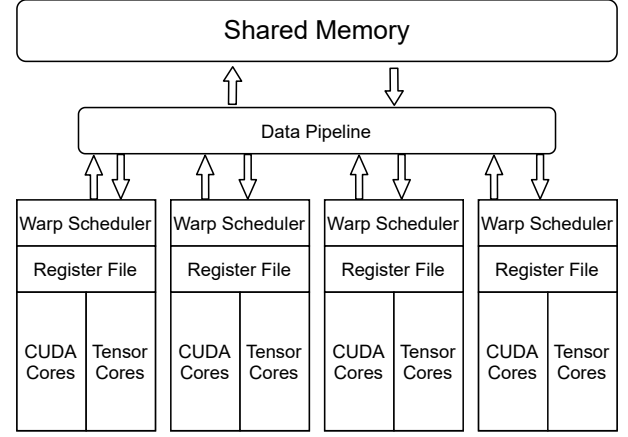 Shared Memory
Data Pipeline
Warp Scheduler
Register File
CUDA Cores
Tensor Cores
Warp Scheduler
Register File
CUDA Cores
Tensor Cores
Warp Scheduler
Register File
CUDA Cores
Tensor Cores
Warp Scheduler
Register File
CUDA Cores
Tensor Cores